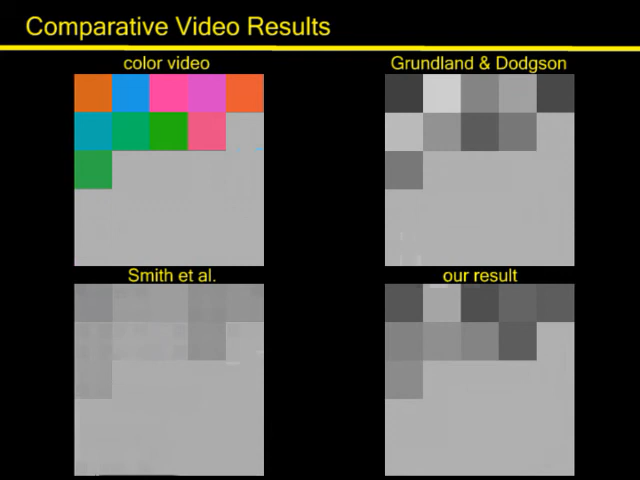 Comparative Video Results
color video
Grundland & Dodgson
Smith et al.
our result